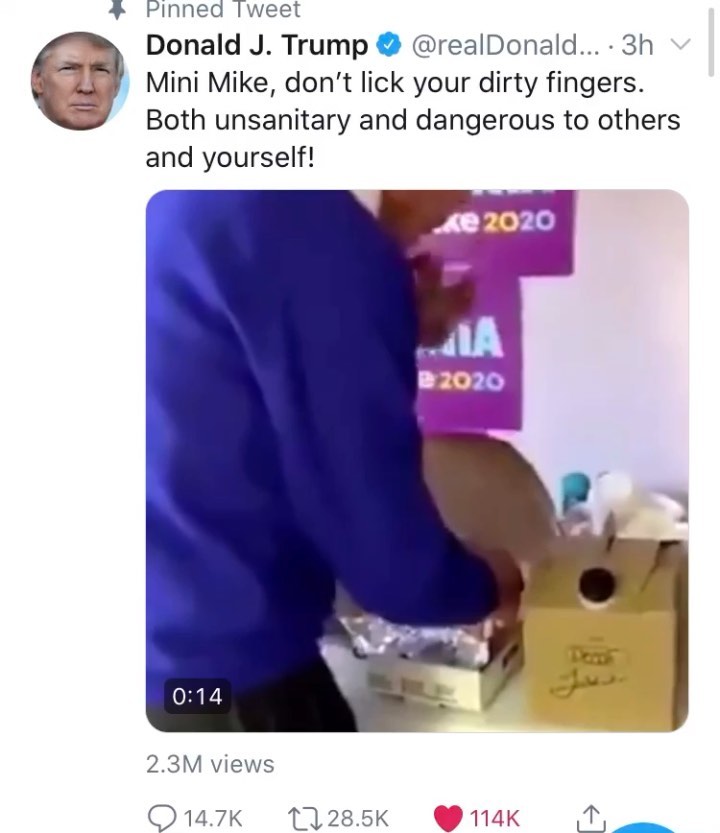 Pinned Tweet
Donald J. Trump @realDonald... · 3h
Mini Mike, don’t lick your dirty fingers.
Both unsanitary and dangerous to others
and yourself!
2020
2020
0:14
2.3M views
14.7K 28.5K 114K